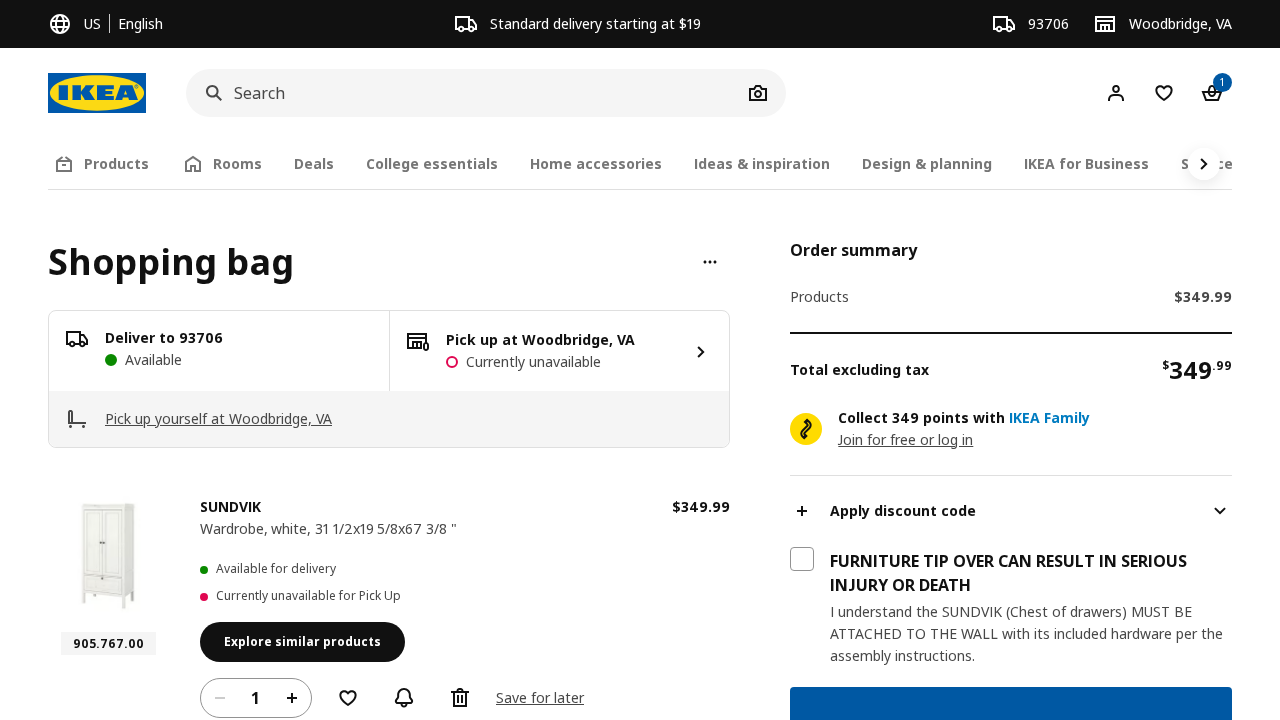 US English
Standard delivery starting at $19
93706
Woodbridge, VA
IKEA
Search
1
Products
Rooms
Deals
College essentials
Home accessories
Ideas & inspiration
Design & planning
IKEA for Business
Shopping bag
Deliver to 93706
Available
Pick up at Woodbridge, VA
Currently unavailable
Pick up yourself at Woodbridge, VA
SUNDVIK
$349.99
Wardrobe, white, 31 1/2x19 5/8x67 3/8 "
Available for delivery
Currently unavailable for Pick Up
905.767.00
Explore similar products
1
Save for later
Order summary
Products $349.99
Total excluding tax $349.99
Collect 349 points with IKEA Family
Join for free or log in
Apply discount code
FURNITURE TIP OVER CAN RESULT IN SERIOUS
INJURY OR DEATH
I understand the SUNDVIK (Chest of drawers) MUST BE
ATTACHED TO THE WALL with its included hardware per the
assembly instructions.